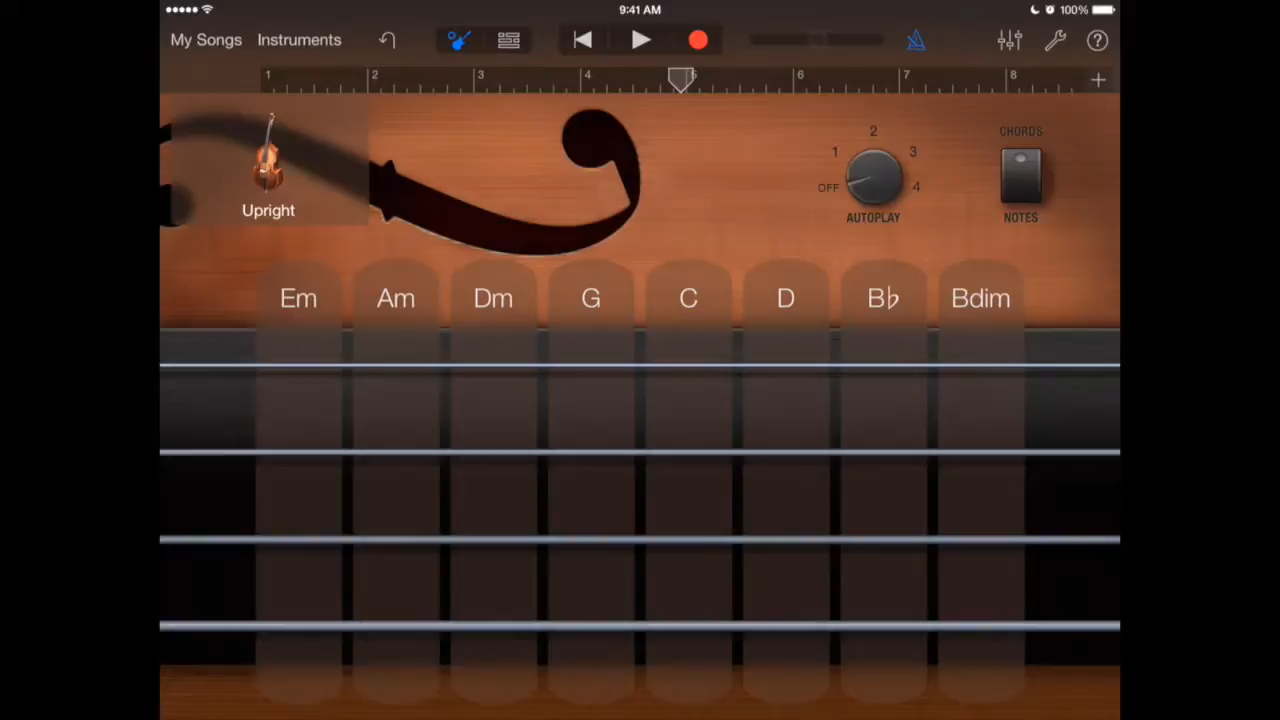 9:41 AM
100%
My Songs Instruments
1 2 3 4 5 6 7 8
Upright
CHORDS
NOTES
OFF 1 2 3 4
AUTOPLAY
Em Am Dm G C D B♭ Bdim